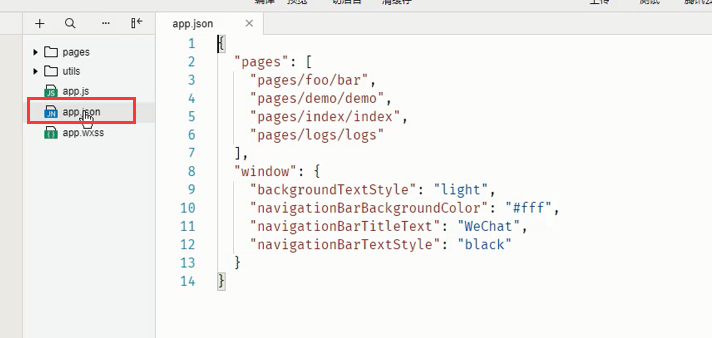 app.json
pages
utils
app.js
app.json
app.wxss
1 {
2 "pages": [
3 "pages/foo/bar",
4 "pages/demo/demo",
5 "pages/index/index",
6 "pages/logs/logs"
7 ],
8 "window": {
9 "backgroundTextStyle": "light",
10 "navigationBarBackgroundColor": "#fff",
11 "navigationBarTitleText": "WeChat",
12 "navigationBarTextStyle": "black"
13 }
14 }